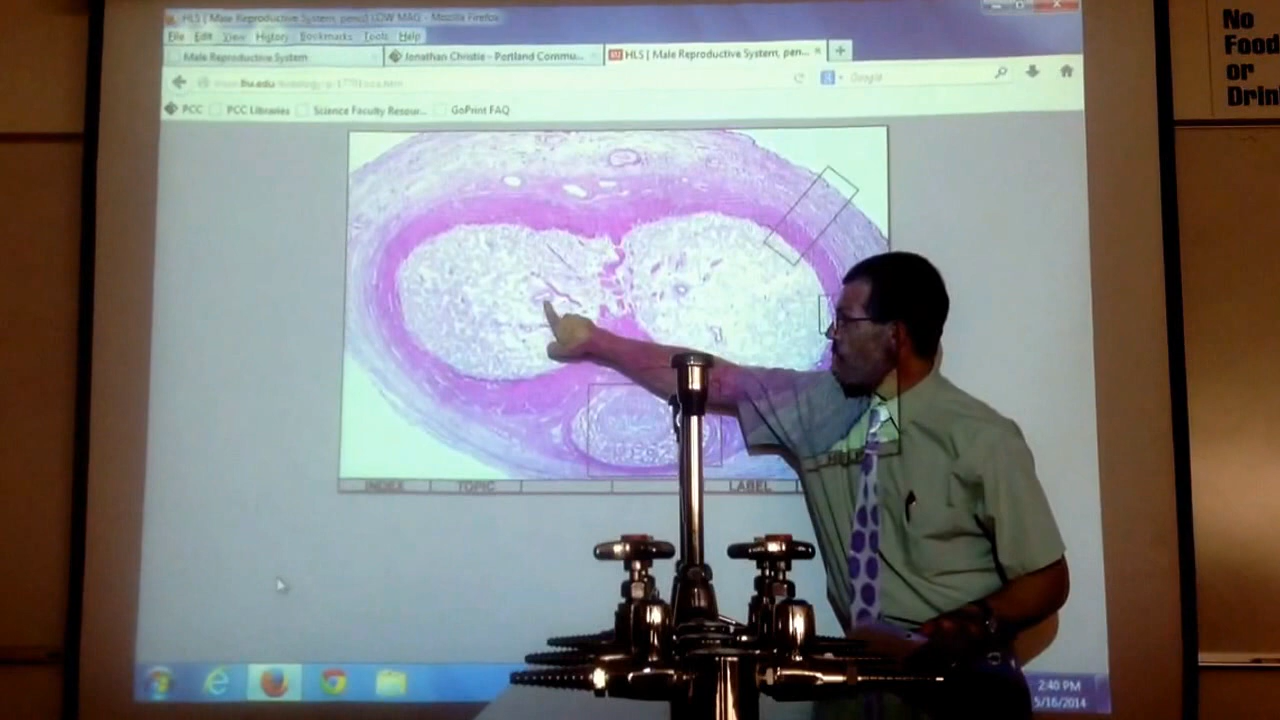 HLS | Male Reproductive System, penis) LOW MAG - Mozilla Firefox
File Edit View History Bookmarks Tools Help
Male Reproductive System
Jonathan Christie - Portland Commu...
HLS | Male Reproductive System, pen...
Google
PCC PCC Libraries Science Faculty Resour... GoPrint FAQ
INDEX TOPIC LABEL
2:40 PM
5/16/2014
No
Food
or